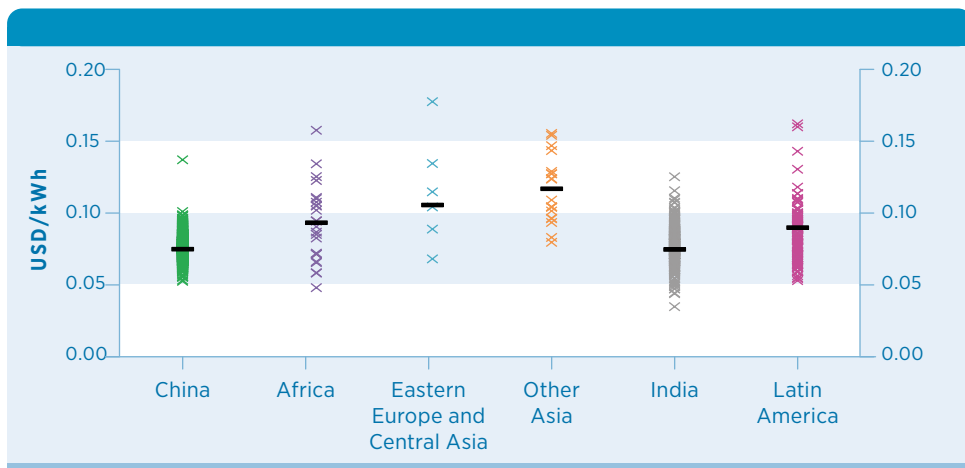 0.20
0.15
0.10
0.05
0.00
USD/kWh
0.20
0.15
0.10
0.05
0.00
China
Africa
Eastern
Europe and
Central Asia
Other
Asia
India
Latin
America